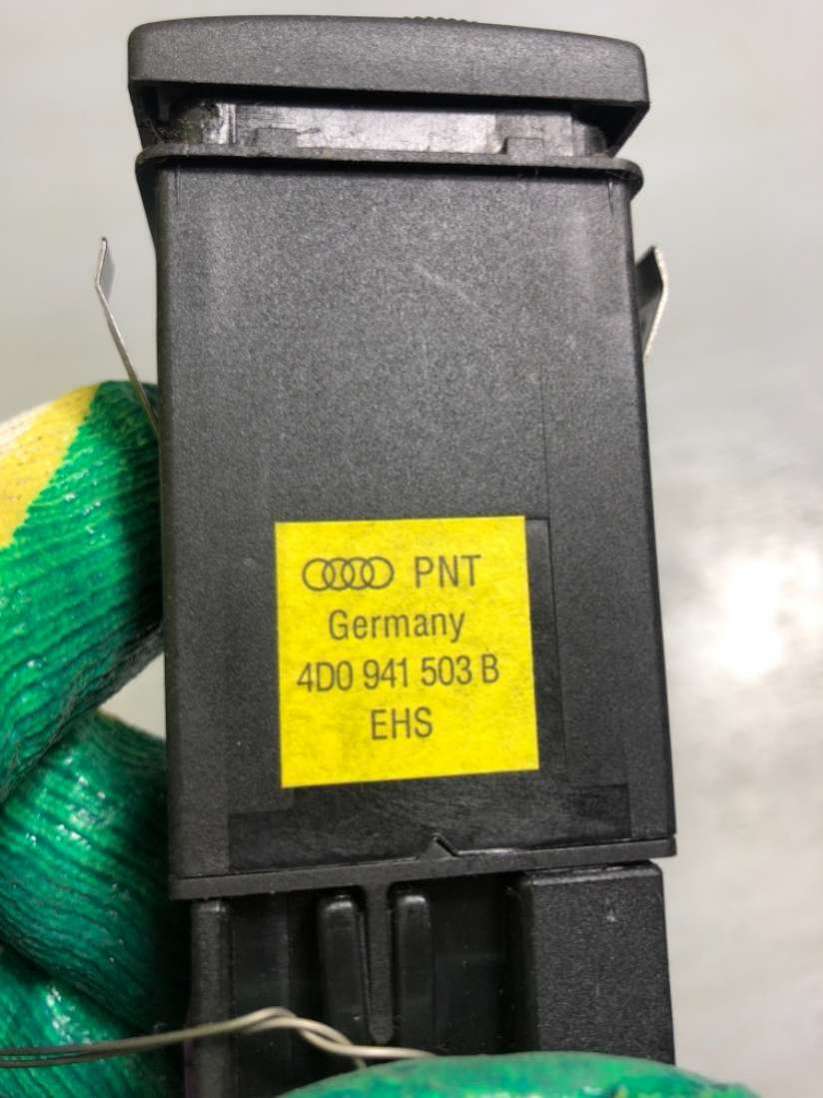 PNT
Germany
4D0 941 503 B
EHS